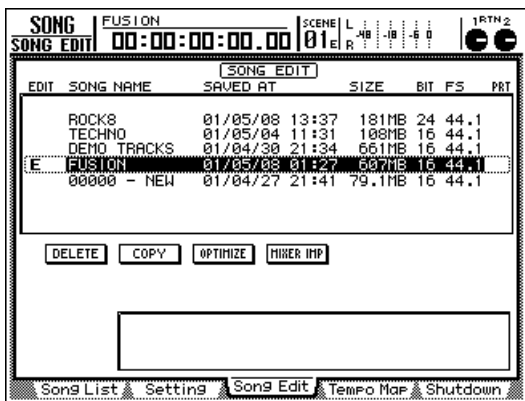 SONG
SONG EDIT
FUSION
00:00:00:00.00
SCENE
01E
L
R
-48 -18 -6 0
1RTN2
SONG EDIT
EDIT SONG NAME SAVED AT SIZE BIT FS PRT
ROCK8 01/05/08 13:37 181MB 24 44.1
TECHNO 01/05/04 11:31 108MB 16 44.1
DEMO TRACKS 01/04/30 21:34 661MB 16 44.1
E FUSION 01/05/08 01:27 607MB 16 44.1
00000 - NEW 01/04/27 21:41 79.1MB 16 44.1
DELETE COPY OPTIMIZE MIXER IMP
Song List Setting Song Edit Tempo Map Shutdown